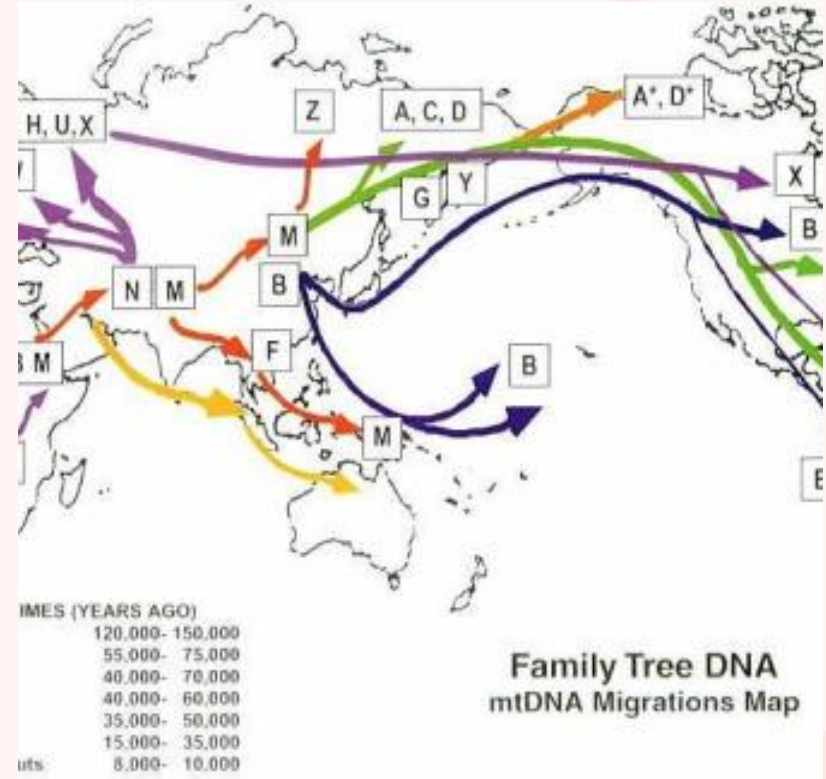 Z
A, C, D
A*, D*
H, U,X
G
Y
X
M
B
N
M
B
F
B
M
M
IMES (YEARS AGO)
120,000- 150,000
55,000- 75,000
40,000- 70,000
40,000- 60,000
35,000- 50,000
15,000- 35,000
uts 8,000- 10,000
Family Tree DNA
mtDNA Migrations Map